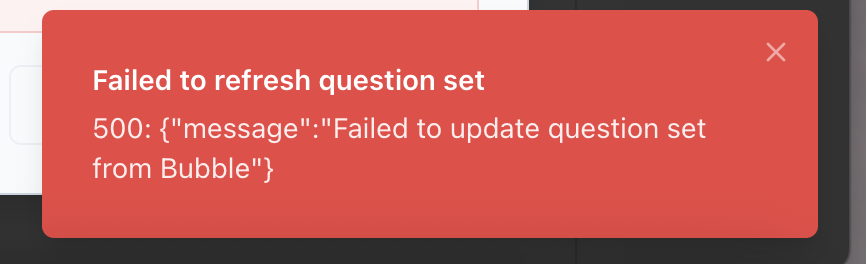 Failed to refresh question set
500: {"message":"Failed to update question set
from Bubble"}